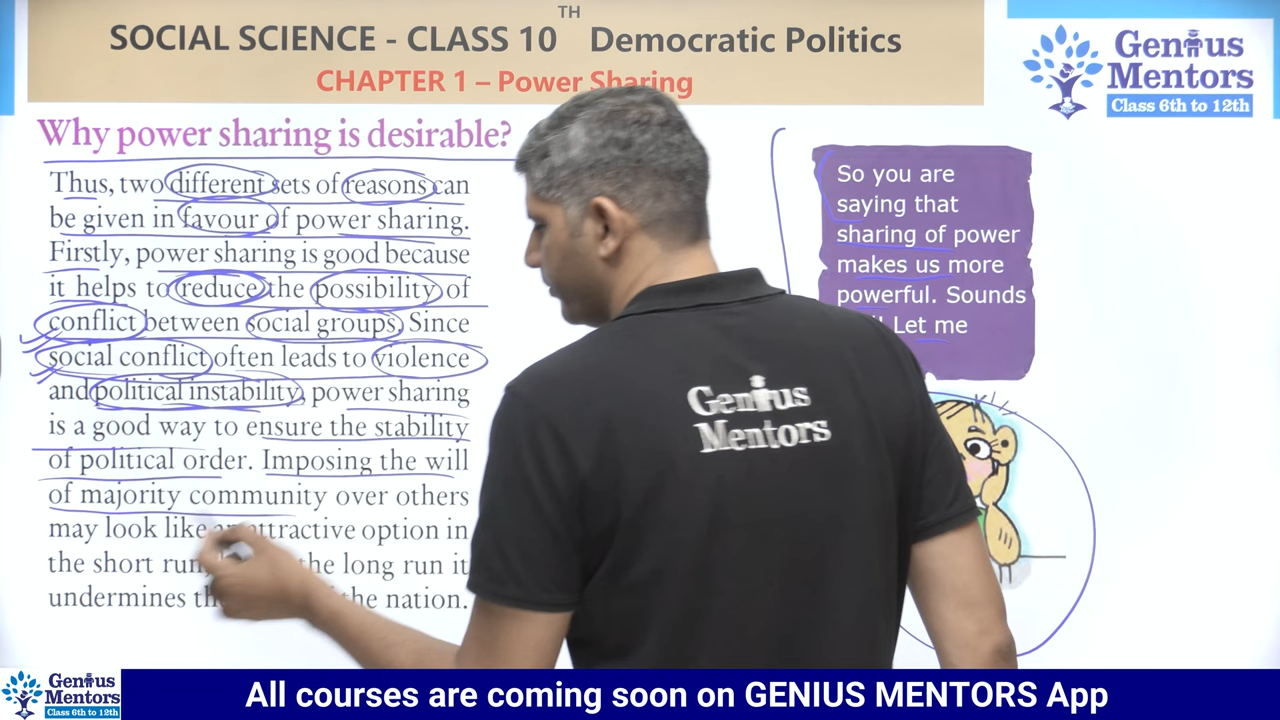 SOCIAL SCIENCE - CLASS 10TH Democratic Politics
CHAPTER 1 – Power Sharing
Genius
Mentors
Class 6th to 12th
Why power sharing is desirable?
Thus, two different sets of reasons can
be given in favour of power sharing.
Firstly, power sharing is good because
it helps to reduce the possibility of
conflict between social groups. Since
social conflict often leads to violence
and political instability, power sharing
is a good way to ensure the stability
of political order. Imposing the will
of majority community over others
may look like an attractive option in
the short run, the long run it
undermines the nation.
So you are
saying that
sharing of power
makes us more
powerful. Sounds
Let me
Genius
Mentors
Genius
Mentors
Class 6th to 12th
All courses are coming soon on GENIUS MENTORS App